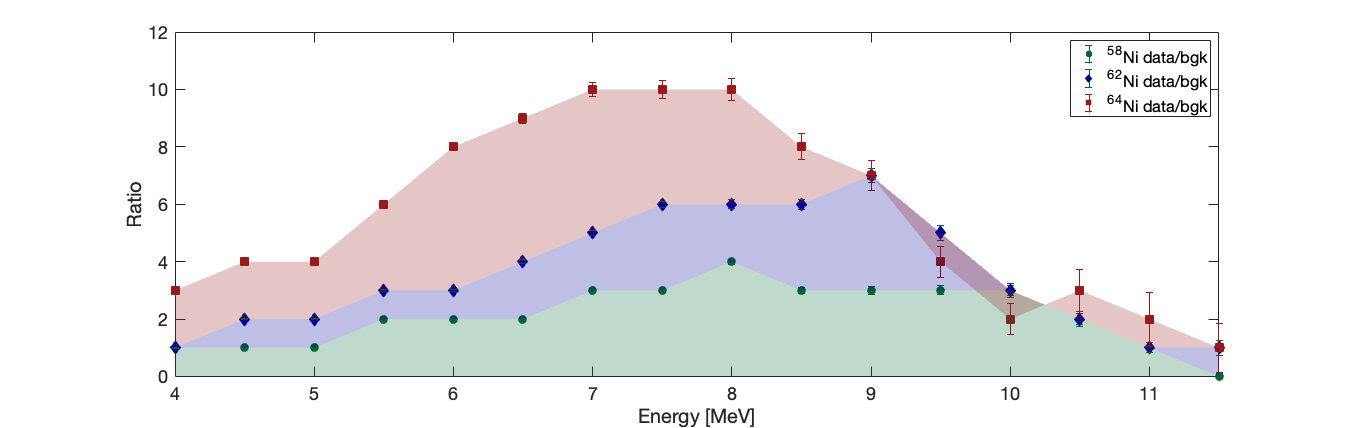 12
10
8
6
4
2
0
Ratio
4 5 6 7 8 9 10 11
Energy [MeV]
⁵⁸Ni data/bgk
⁶²Ni data/bgk
⁶⁴Ni data/bgk